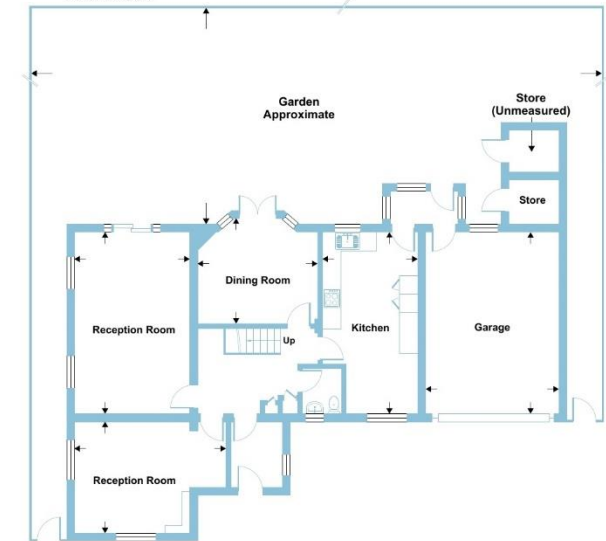 Garden
Approximate
Store
(Unmeasured)
Store
Dining Room
Reception Room
Up
Kitchen
Garage
Reception Room